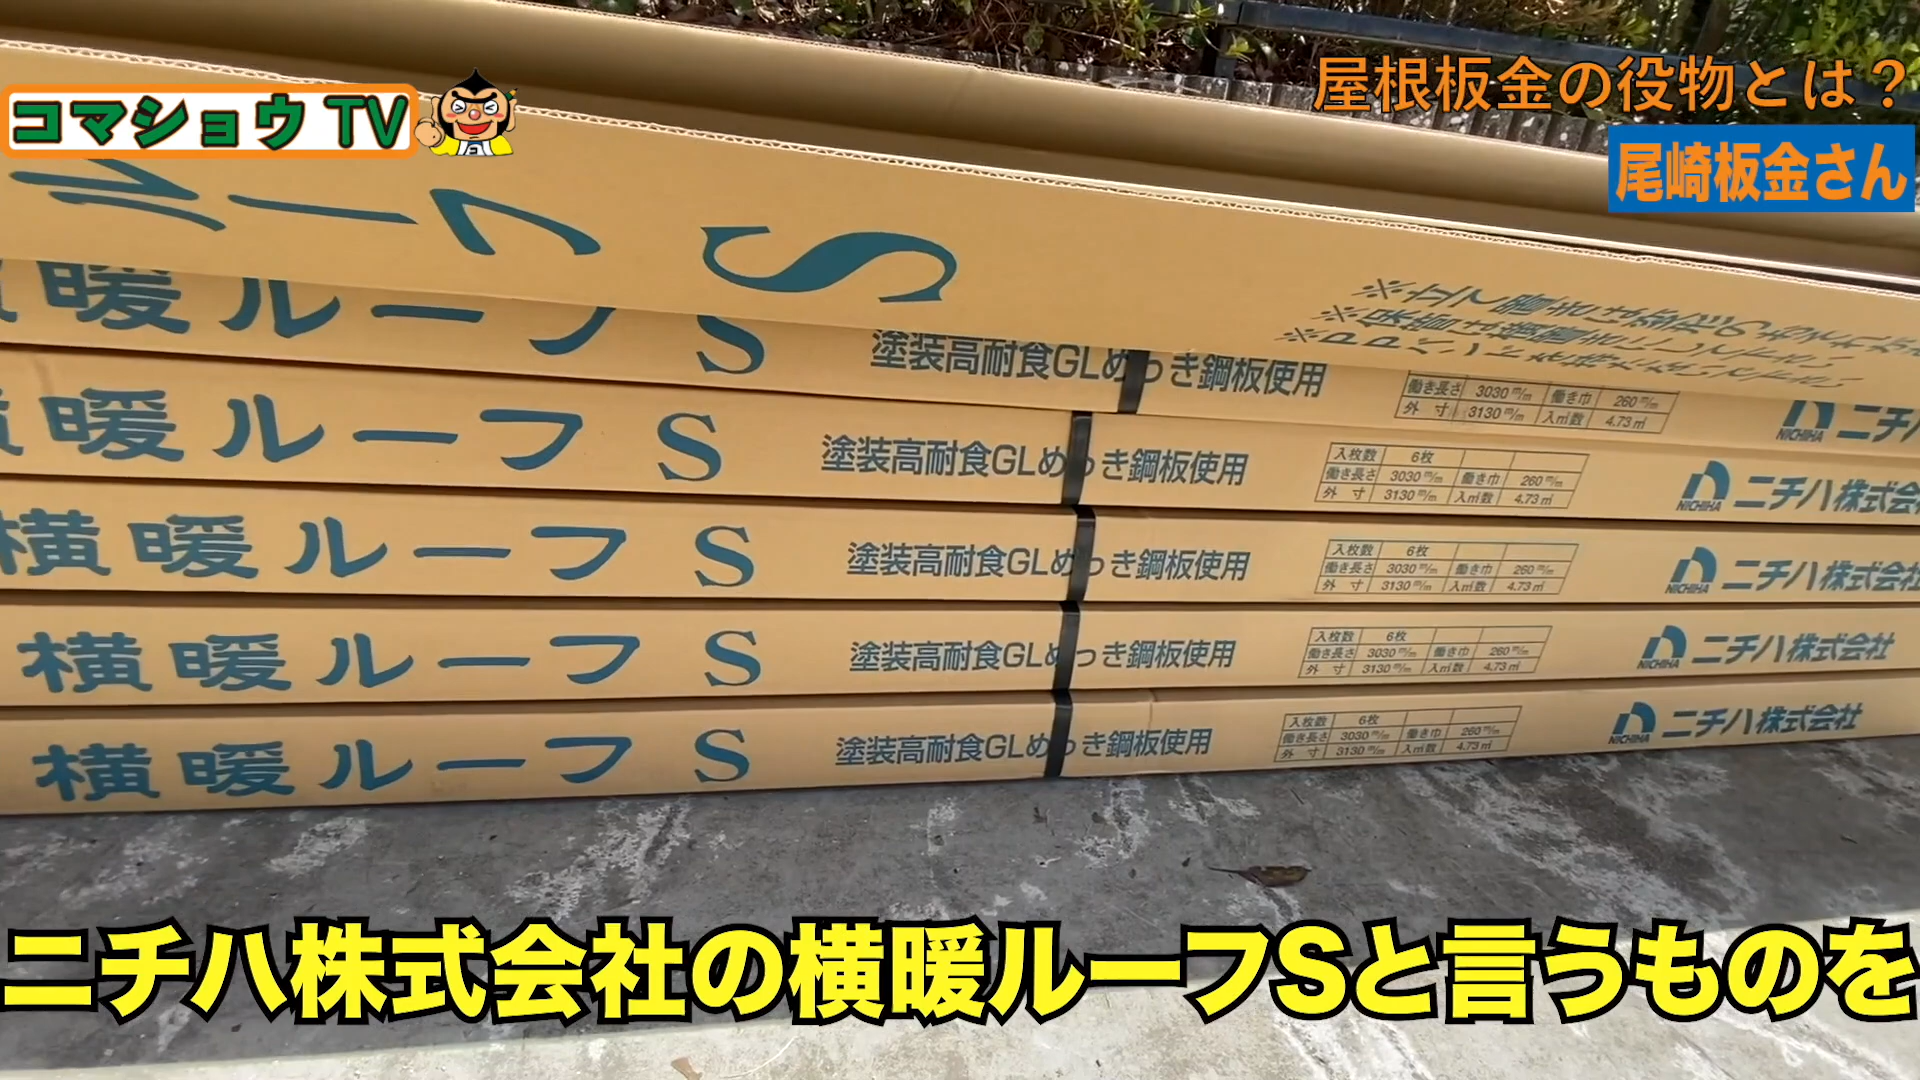 コマショウ TV
屋根板金の役物とは？
尾崎板金さん
ルーフ S
暖ルーフ S 塗装高耐食GLめっき鋼板使用
働き長さ 3030 m/m 働き巾 260 m/m
外 寸 3130 m/m 入㎡数 4.73㎡
NICHIHA ニチハ
横暖ルーフ S 塗装高耐食GLめっき鋼板使用
入枚数 6枚
働き長さ 3030 m/m 働き巾 260 m/m
外 寸 3130 m/m 入㎡数 4.73㎡
NICHIHA ニチハ株式会
横暖ルーフ S 塗装高耐食GLめっき鋼板使用
入枚数 6枚
働き長さ 3030 m/m 働き巾 260 m/m
外 寸 3130 m/m 入㎡数 4.73㎡
NICHIHA ニチハ株式会社
横暖ルーフ S 塗装高耐食GLめっき鋼板使用
入枚数 6枚
働き長さ 3030 m/m 働き巾 260 m/m
外 寸 3130 m/m 入㎡数 4.73㎡
NICHIHA ニチハ株式会社
横暖ルーフ S 塗装高耐食GLめっき鋼板使用
入枚数 6枚
働き長さ 3030 m/m 働き巾 260 m/m
外 寸 3130 m/m 入㎡数 4.73㎡
NICHIHA ニチハ株式会社
ニチハ株式会社の横暖ルーフSと言うものを